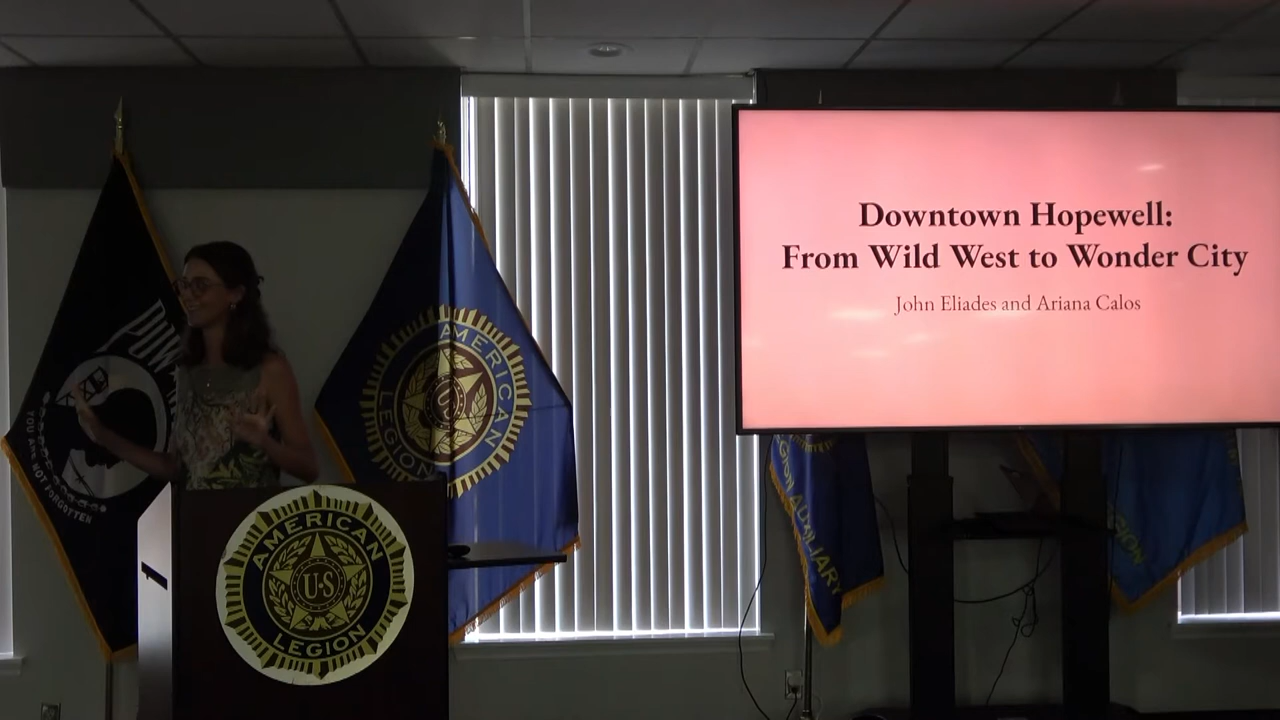 Downtown Hopewell:
From Wild West to Wonder City
John Eliades and Ariana Calos
POW
YOU ARE NOT FORGOTTEN
AMERICAN
LEGION
U.S
AMERICAN
U·S
LEGION
AUXILIARY